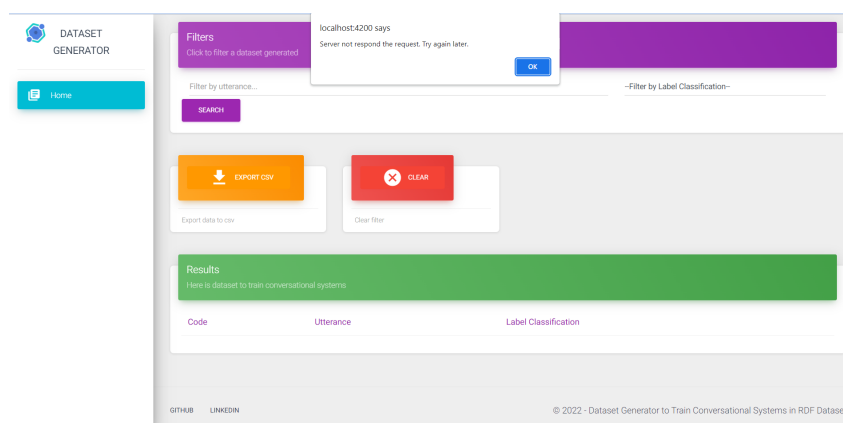 DATASET
GENERATOR
Home
Filters
Click to filter a dataset generated
localhost:4200 says
Server not respond the request. Try again later.
OK
Filter by utterance...
--Filter by Label Classification--
SEARCH
EXPORT CSV
Export data to csv
CLEAR
Clear filter
Results
Here is dataset to train conversational systems
Code Utterance Label Classification
GITHUB LINKEDIN
© 2022 - Dataset Generator to Train Conversational Systems in RDF Datase